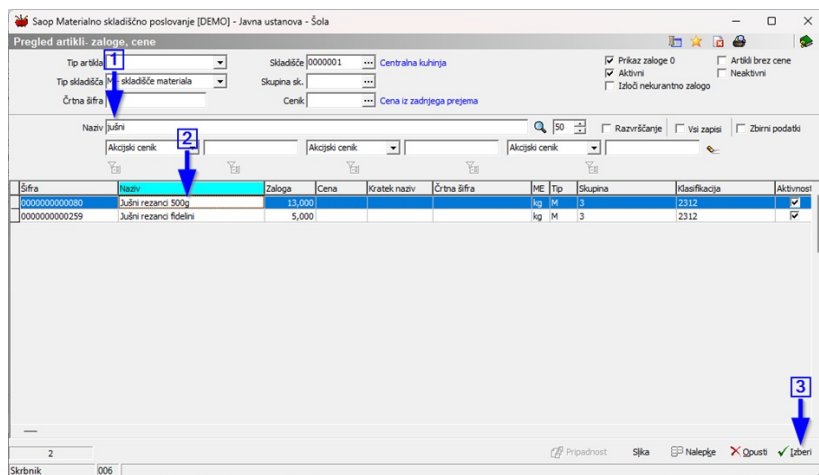 Saop Materialno skladiščno poslovanje [DEMO] - Javna ustanova - Šola
Pregled artikli- zaloge, cene
Tip artikla
Skladišče 0000001 ... Centralna kuhinja
Prikaz zaloge 0
Artikli brez cene
Tip skladišča M - skladišče materiala
Skupina sk. ...
Aktivni
Neaktivni
Črtna šifra
Cenik ... Cena iz zadnjega prejema
Izloči nekurantno zalogo
1
Naziv jušni
50
Razvrščanje
Vsi zapisi
Zbirni podatki
2
Akcijski cenik
Akcijski cenik
Akcijski cenik
Šifra Naziv Zaloga Cena Kratek naziv Črtna šifra ME Tip Skupina Klasifikacija Aktivnost
0000000000080 Jušni rezanci 500g 13,000 kg M 3 2312
0000000000259 Jušni rezanci fidelini 5,000 kg M 3 2312
3
2
Pripadnost Slika Nalepke Opusti Izberi
Skrbnik 006